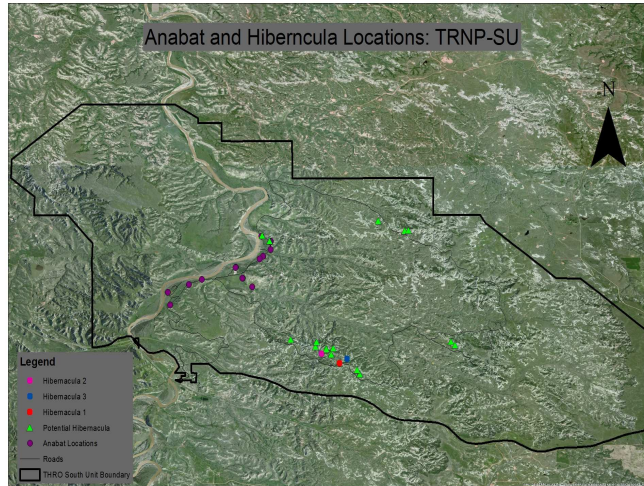 Anabat and Hiberncula Locations: TRNP-SU
N
Legend
Hibernacula 2
Hibernacula 3
Hibernacula 1
Potential Hibernacula
Anabat Locations
Roads
THRO South Unit Boundary